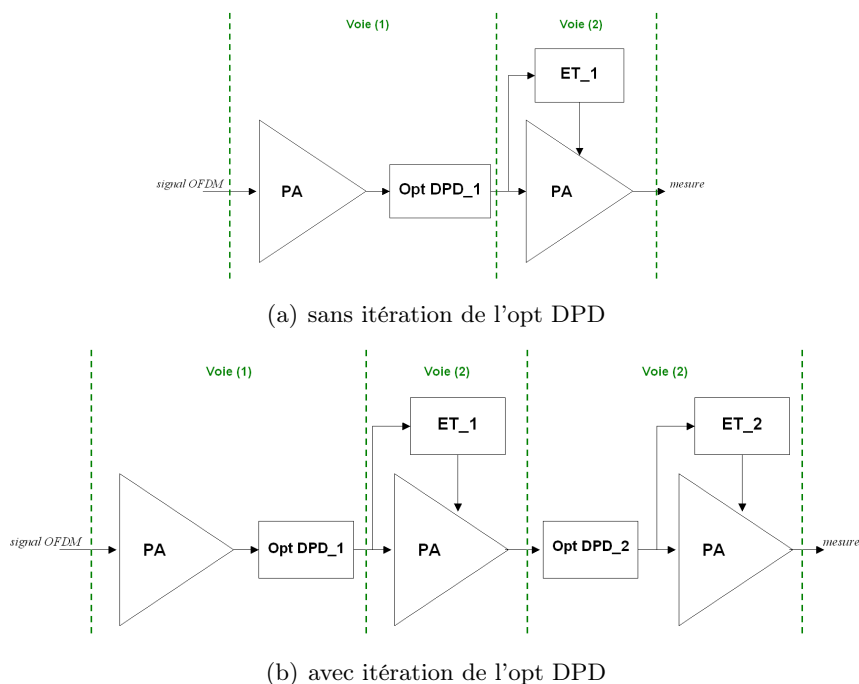 Voie (1) Voie (2)
ET_1
signal OFDM PA Opt DPD_1 PA mesure
(a) sans itération de l'opt DPD
Voie (1) Voie (2) Voie (2)
ET_1 ET_2
signal OFDM PA Opt DPD_1 PA Opt DPD_2 PA mesure
(b) avec itération de l'opt DPD